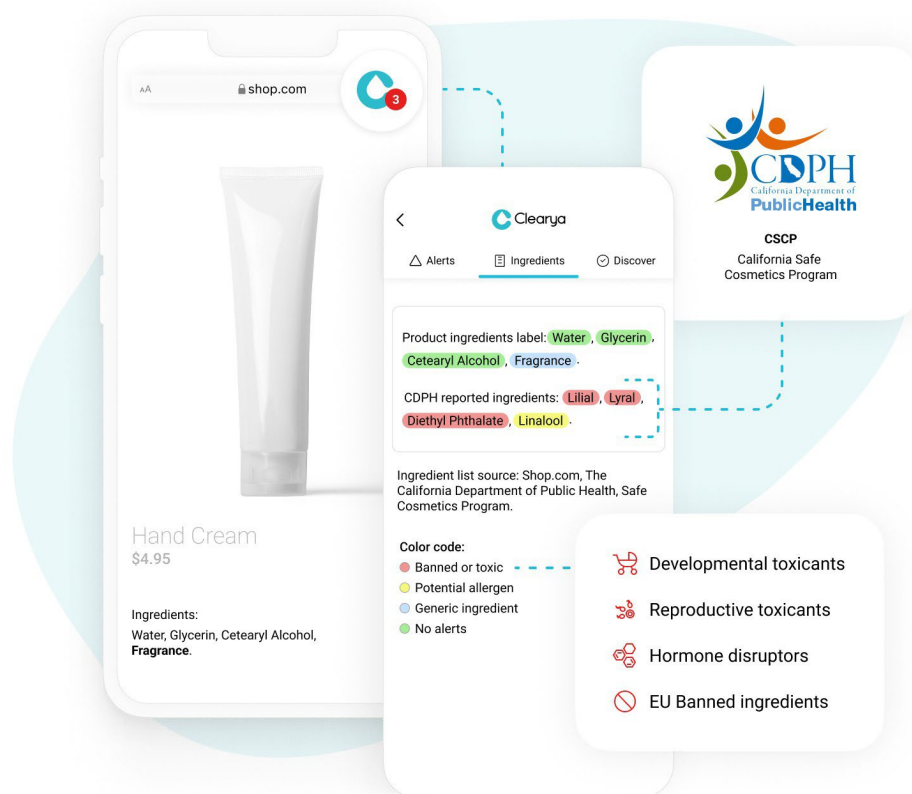 AA
shop.com
3
Hand Cream
$4.95
Ingredients:
Water, Glycerin, Cetearyl Alcohol,
Fragrance.
Clearya
Alerts
Ingredients
Discover
Product ingredients label: Water, Glycerin,
Cetearyl Alcohol, Fragrance.
CDPH reported ingredients: Lilial, Lyral,
Diethyl Phthalate, Linalool.
Ingredient list source: Shop.com, The
California Department of Public Health, Safe
Cosmetics Program.
Color code:
Banned or toxic
Potential allergen
Generic ingredient
No alerts
CDPH
California Department of
PublicHealth
CSCP
California Safe
Cosmetics Program
Developmental toxicants
Reproductive toxicants
Hormone disruptors
EU Banned ingredients